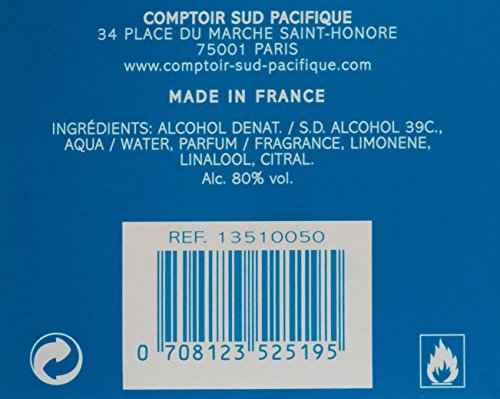 COMPTOIR SUD PACIFIQUE
34 PLACE DU MARCHE SAINT-HONORE
75001 PARIS
www.comptoir-sud-pacifique.com
MADE IN FRANCE
INGRÉDIENTS: ALCOHOL DENAT. / S.D. ALCOHOL 39C.,
AQUA / WATER, PARFUM / FRAGRANCE, LIMONENE,
LINALOOL, CITRAL.
Alc. 80% vol.
REF. 13510050
0 708123 525195